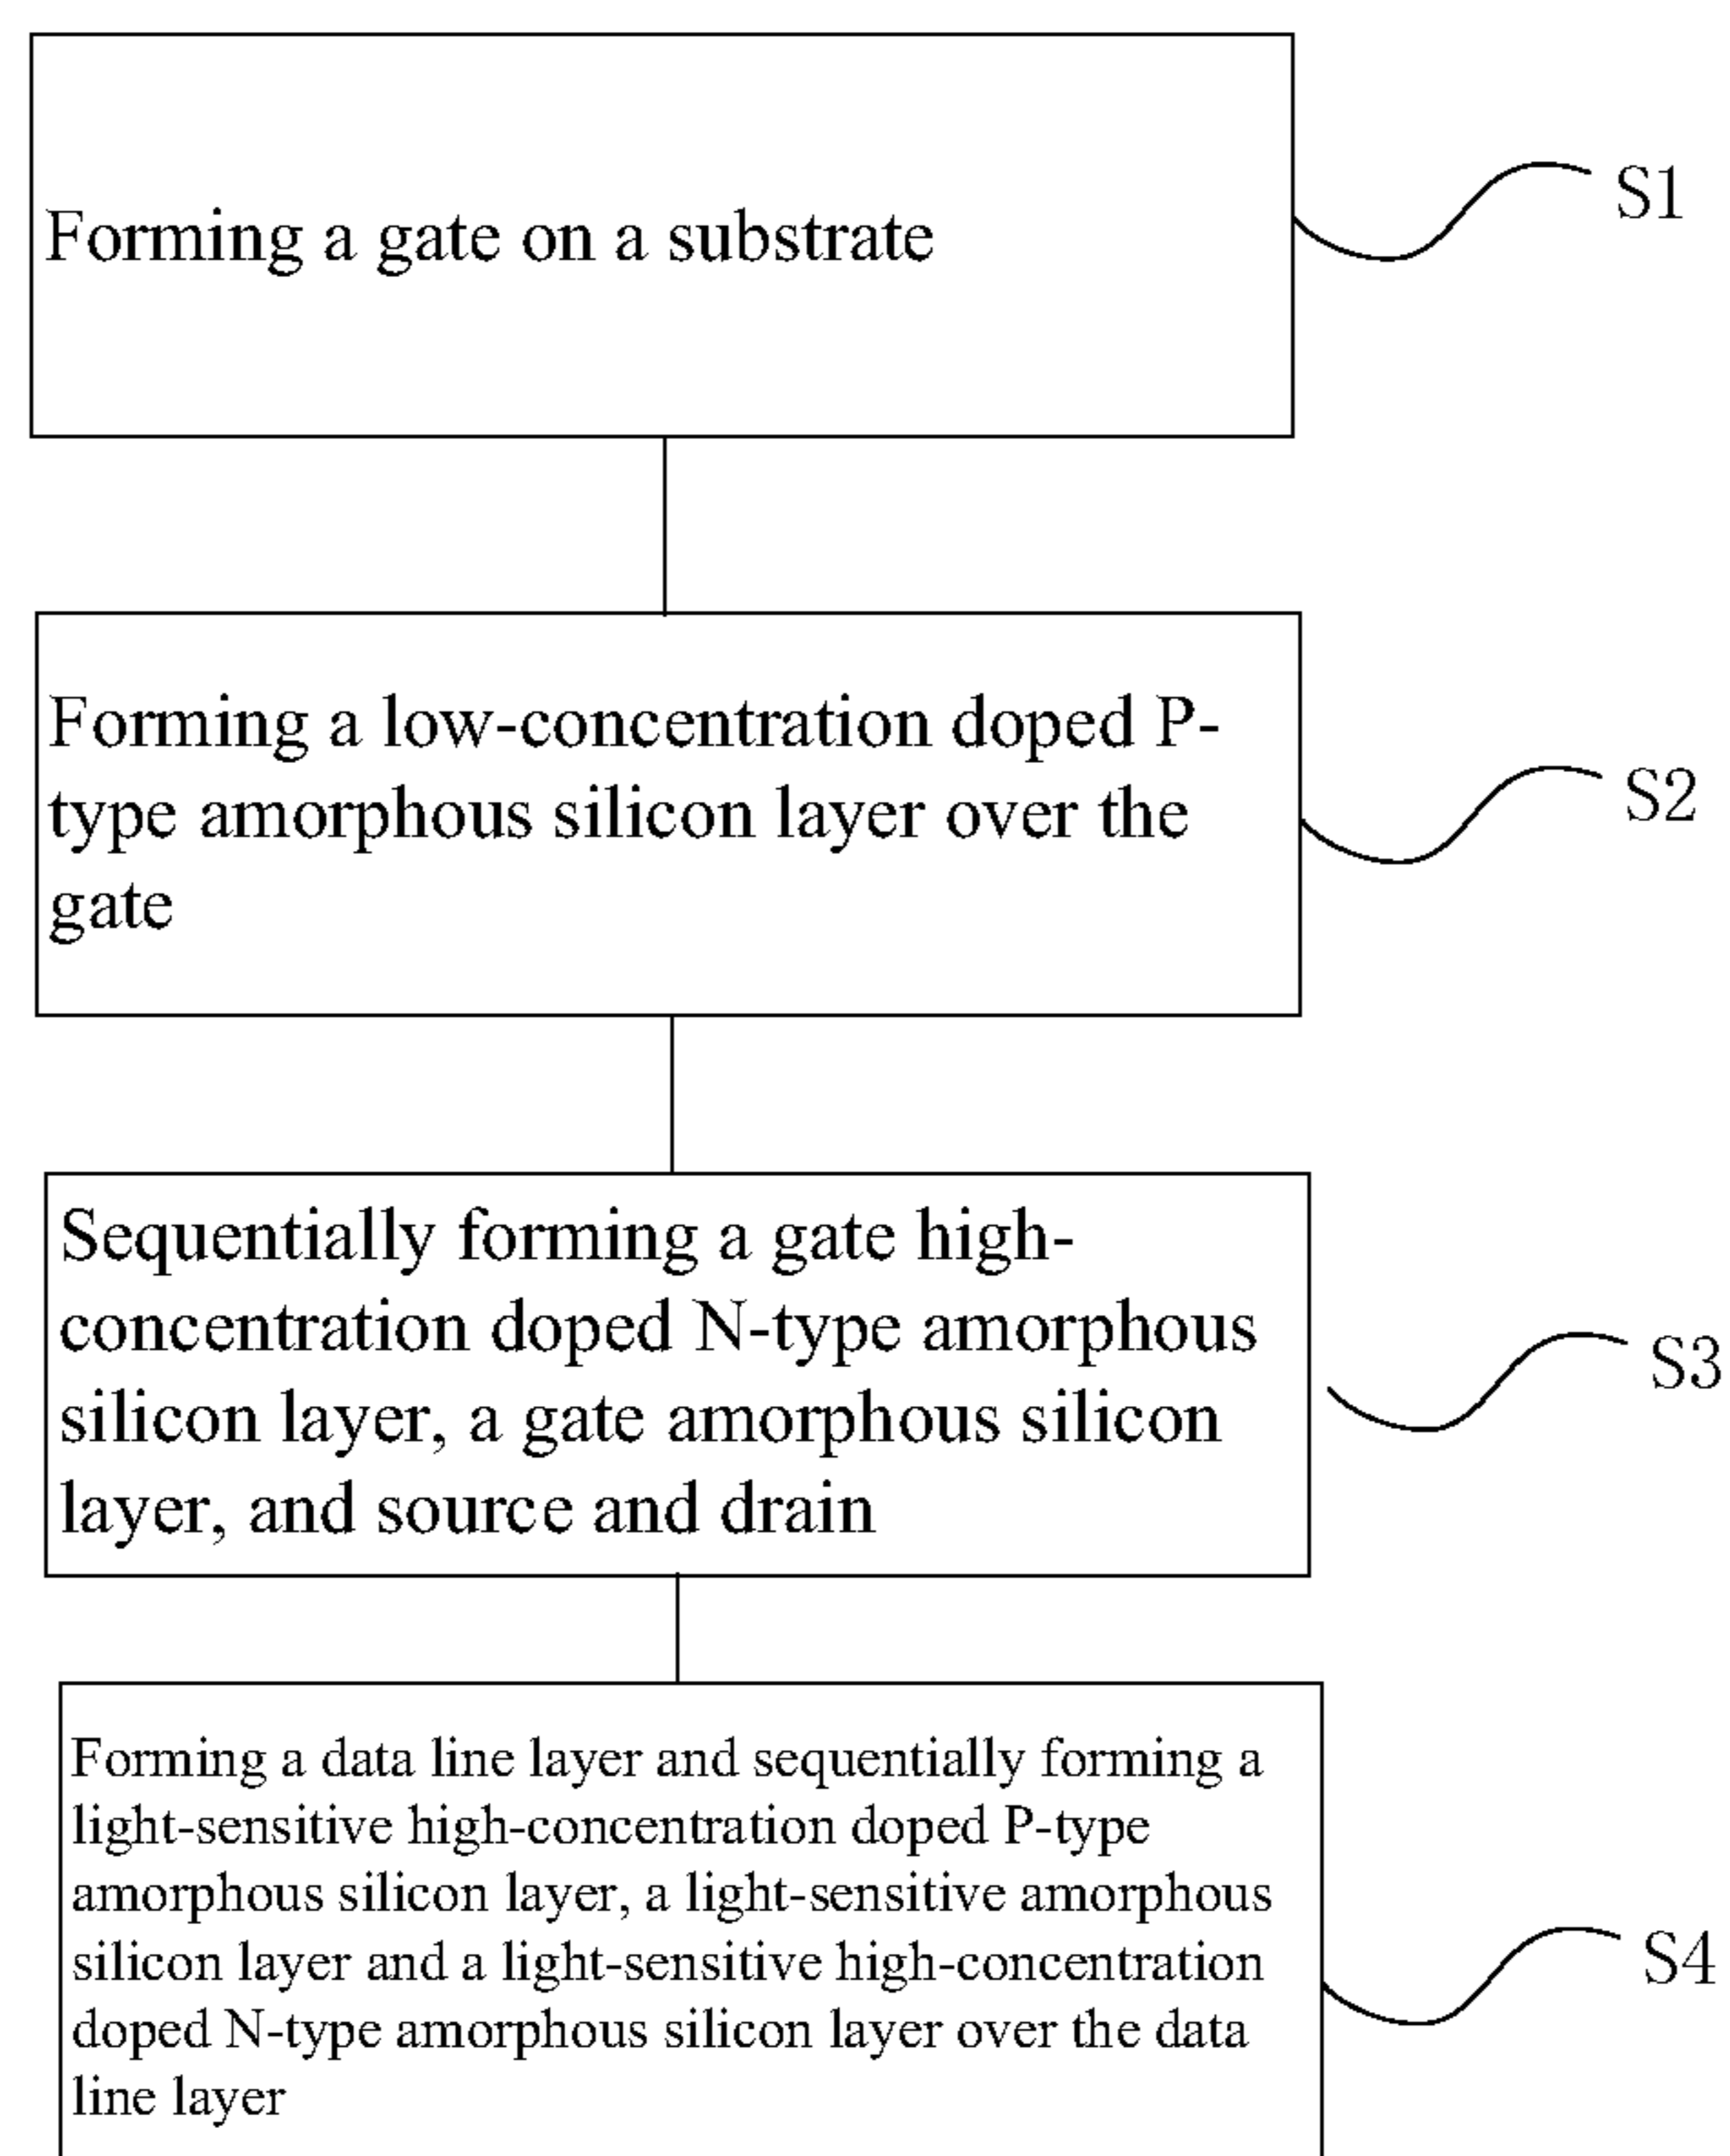 Forming a gate on a substrate
S1
Forming a low-concentration doped P-
type amorphous silicon layer over the
gate
S2
Sequentially forming a gate high-
concentration doped N-type amorphous
silicon layer, a gate amorphous silicon
layer, and source and drain
S3
Forming a data line layer and sequentially forming a
light-sensitive high-concentration doped P-type
amorphous silicon layer, a light-sensitive amorphous
silicon layer and a light-sensitive high-concentration
doped N-type amorphous silicon layer over the data
line layer
S4